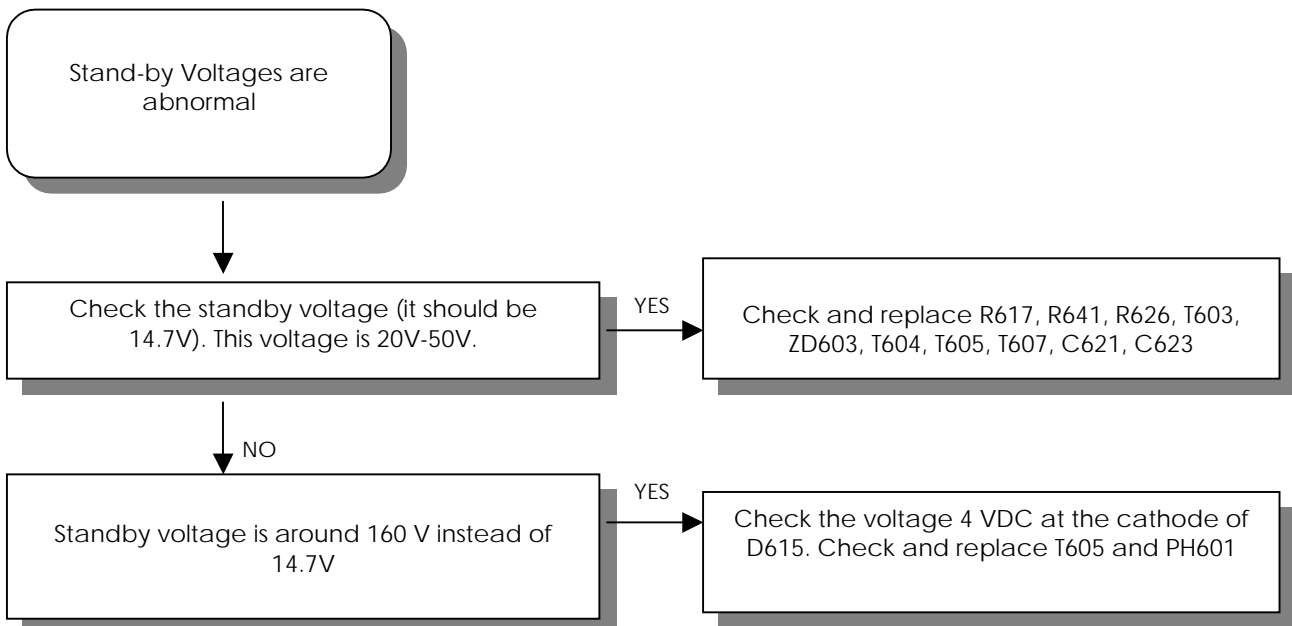 Stand-by Voltages are
abnormal
Check the standby voltage (it should be
14.7V). This voltage is 20V-50V.
YES
Check and replace R617, R641, R626, T603,
ZD603, T604, T605, T607, C621, C623
NO
Standby voltage is around 160 V instead of
14.7V
YES
Check the voltage 4 VDC at the cathode of
D615. Check and replace T605 and PH601